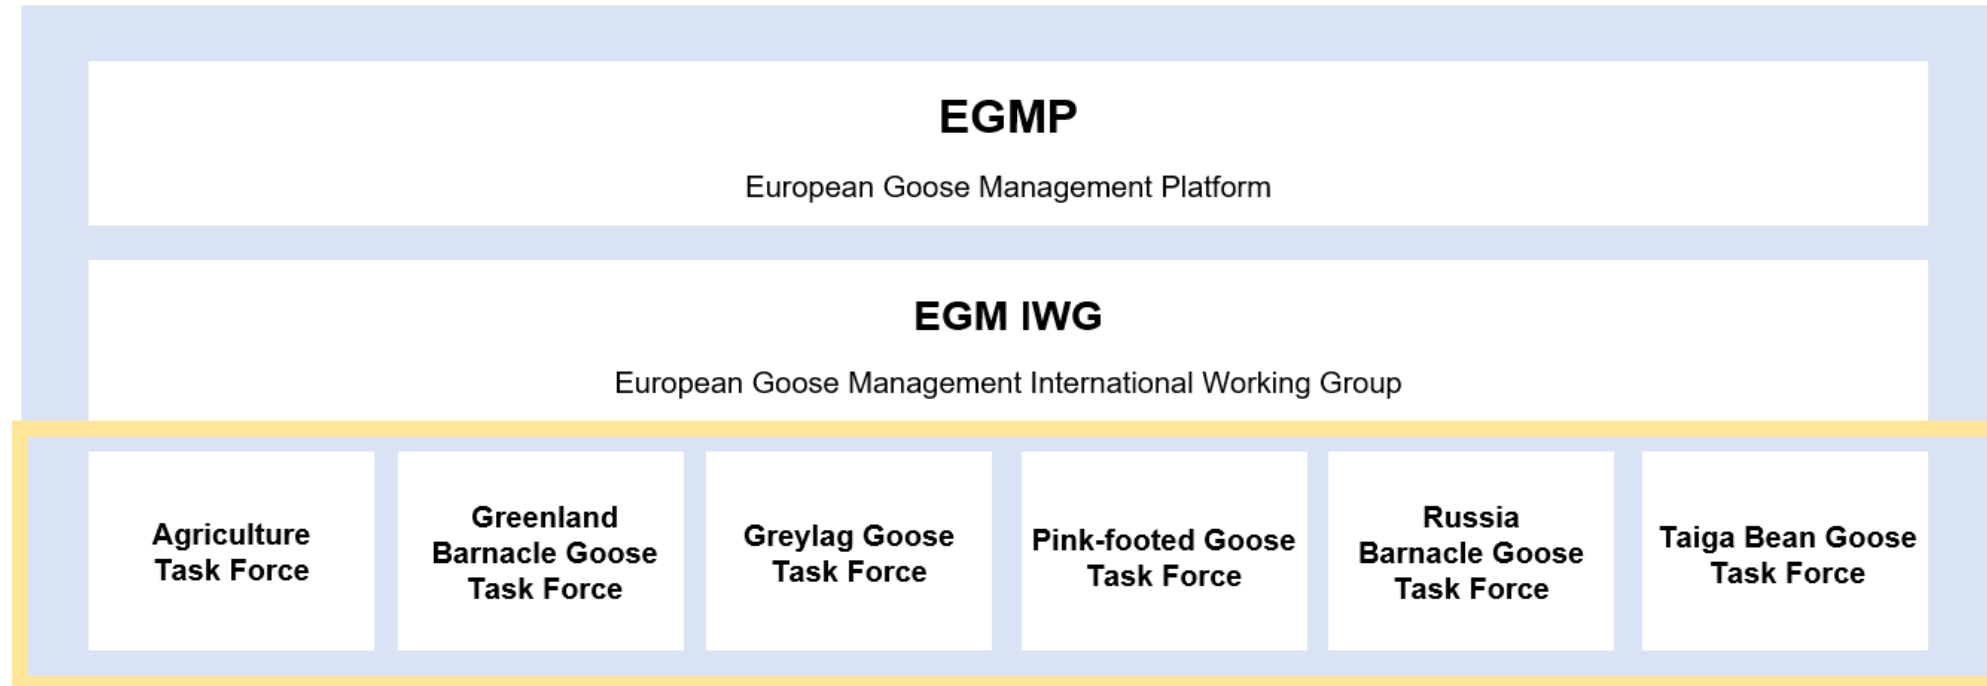 EGMP
European Goose Management Platform
EGM IWG
European Goose Management International Working Group
Agriculture
Task Force
Greenland
Barnacle Goose
Task Force
Greylag Goose
Task Force
Pink-footed Goose
Task Force
Russia
Barnacle Goose
Task Force
Taiga Bean Goose
Task Force